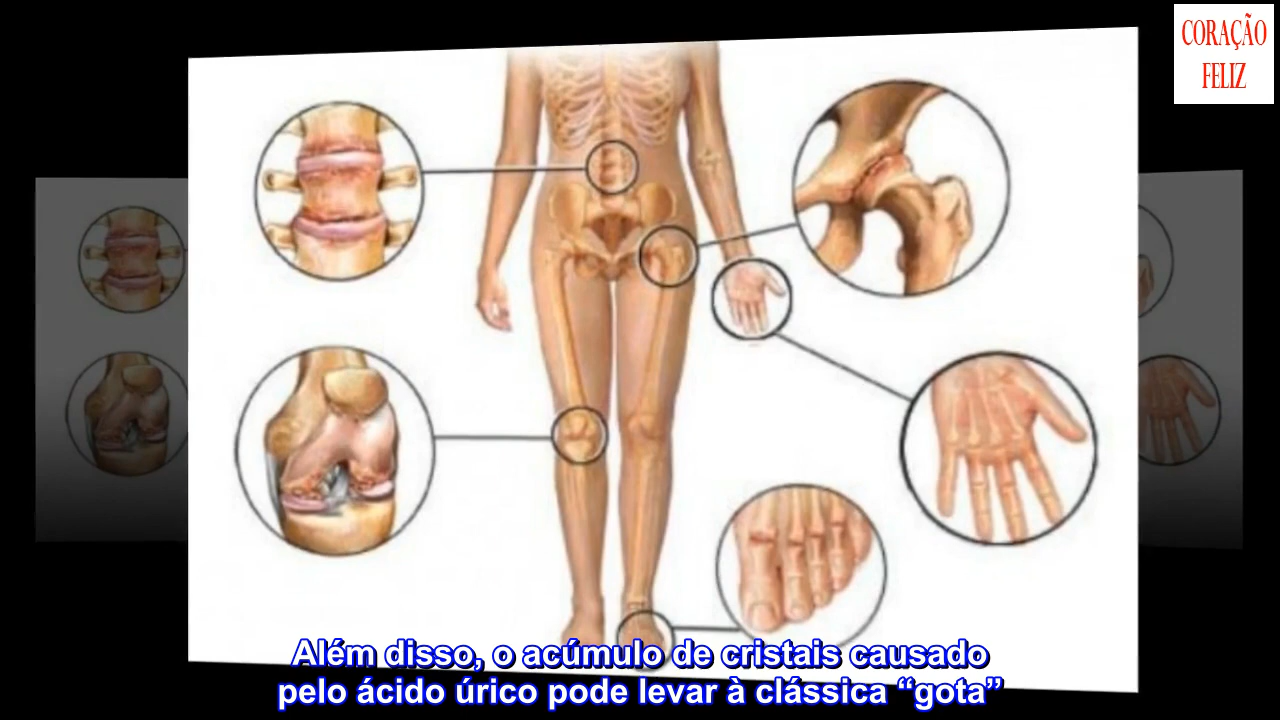 CORAÇÃO
FELIZ
Além disso, o acúmulo de cristais causado
pelo ácido úrico pode levar à clássica “gota”